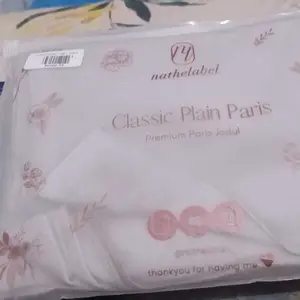 nathelabel
Classic Plain Paris
Premium Paris Jadul
thankyou for having me